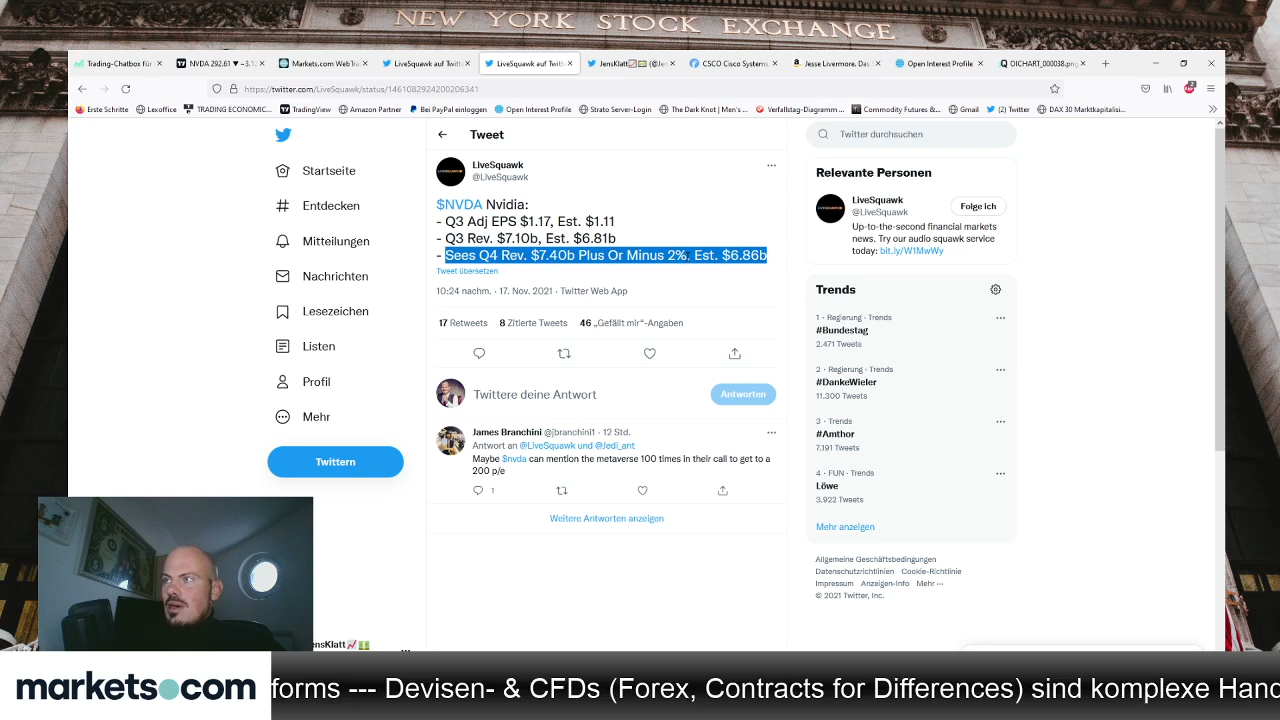 NEW YORK STOCK EXCHANGE
Trading-Chatbox für
NVDA 292.61 ▼ −3.1
Markets.com WebTra
LiveSquawk auf Twitt
LiveSquawk auf Twitt
JensKlatt
CSCO Cisco Systems,
Jesse Livermore, Das
Open Interest Profile
OICHART_000038.png
https://twitter.com/LiveSquawk/status/1461082924200206341
Erste Schritte
Lexoffice
TRADING ECONOMIC...
TradingView
Amazon Partner
Bei PayPal einloggen
Open Interest Profile
Strato Server-Login
The Dark Knot | Men's ...
Verfallstag-Diagramm ...
Commodity Futures &...
Gmail
(2) Twitter
DAX 30 Marktkapitalisi...
Startseite
Entdecken
Mitteilungen
Nachrichten
Lesezeichen
Listen
Profil
Mehr
Twittern
Tweet
LiveSquawk
@LiveSquawk
$NVDA Nvidia:
- Q3 Adj EPS $1.17, Est. $1.11
- Q3 Rev. $7.10b, Est. $6.81b
- Sees Q4 Rev. $7.40b Plus Or Minus 2%, Est. $6.86b
Tweet übersetzen
10:24 nachm. · 17. Nov. 2021 · Twitter Web App
17 Retweets 8 Zitierte Tweets 46 „Gefällt mir“-Angaben
Twittere deine Antwort
Antworten
James Branchini @jbranchini1 · 12 Std.
Antwort an @LiveSquawk und @Jedi_ant
Maybe $nvda can mention the metaverse 100 times in their call to get to a
200 p/e
1
Weitere Antworten anzeigen
Twitter durchsuchen
Relevante Personen
LiveSquawk
@LiveSquawk
Folge ich
Up-to-the-second financial markets
news. Try our audio squawk service
today: bit.ly/W1MwWy
Trends
1 · Regierung · Trends
#Bundestag
2.471 Tweets
2 · Regierung · Trends
#DankeWieler
11.300 Tweets
3 · Trends
#Amthor
7.191 Tweets
4 · FUN · Trends
Löwe
3.922 Tweets
Mehr anzeigen
Allgemeine Geschäftsbedingungen
Datenschutzrichtlinien Cookie-Richtlinie
Impressum Anzeigen-Info Mehr ···
© 2021 Twitter, Inc.
ensKlatt
markets.com
forms --- Devisen- & CFDs (Forex, Contracts for Differences) sind komplexe Hand